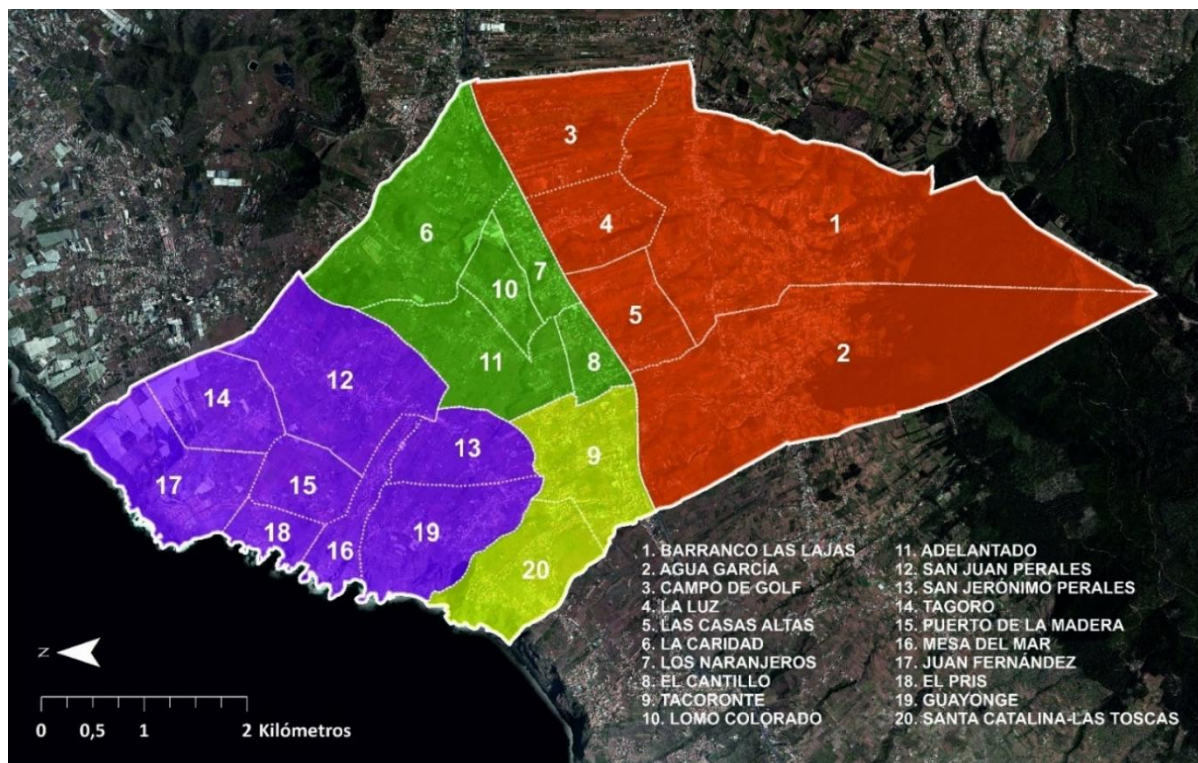 3
1
6
4
7
10
5
11
8
2
12
14
13
9
15
17
18
16
19
20
1. BARRANCO LAS LAJAS
2. AGUA GARCÍA
3. CAMPO DE GOLF
4. LA LUZ
5. LAS CASAS ALTAS
6. LA CARIDAD
7. LOS NARANJEROS
8. EL CANTILLO
9. TACORONTE
10. LOMO COLORADO
11. ADELANTADO
12. SAN JUAN PERALES
13. SAN JERÓNIMO PERALES
14. TAGORO
15. PUERTO DE LA MADERA
16. MESA DEL MAR
17. JUAN FERNÁNDEZ
18. EL PRIS
19. GUAYONGE
20. SANTA CATALINA-LAS TOSCAS
N
0 0,5 1 2 Kilómetros